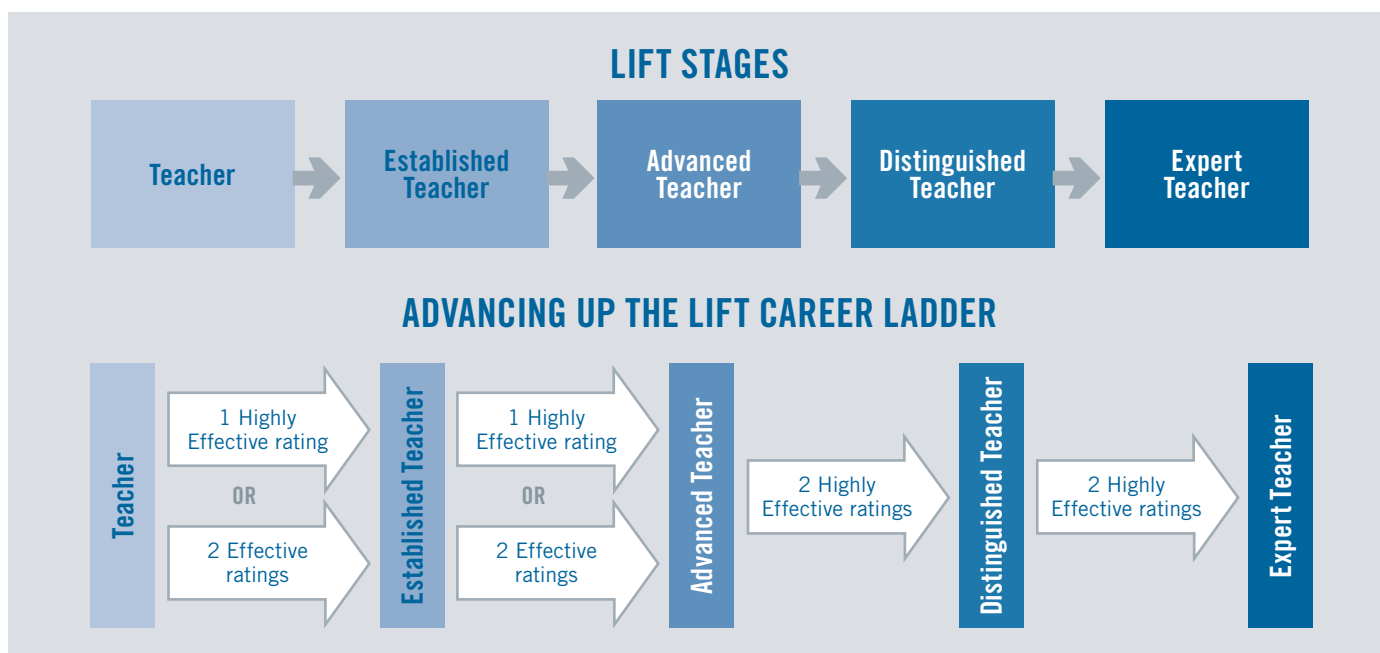 LIFT STAGES
Teacher
Established
Teacher
Advanced
Teacher
Distinguished
Teacher
Expert
Teacher
ADVANCING UP THE LIFT CAREER LADDER
Teacher
1 Highly
Effective rating
OR
2 Effective
ratings
Established Teacher
1 Highly
Effective rating
OR
2 Effective
ratings
Advanced Teacher
2 Highly
Effective ratings
Distinguished Teacher
2 Highly
Effective ratings
Expert Teacher